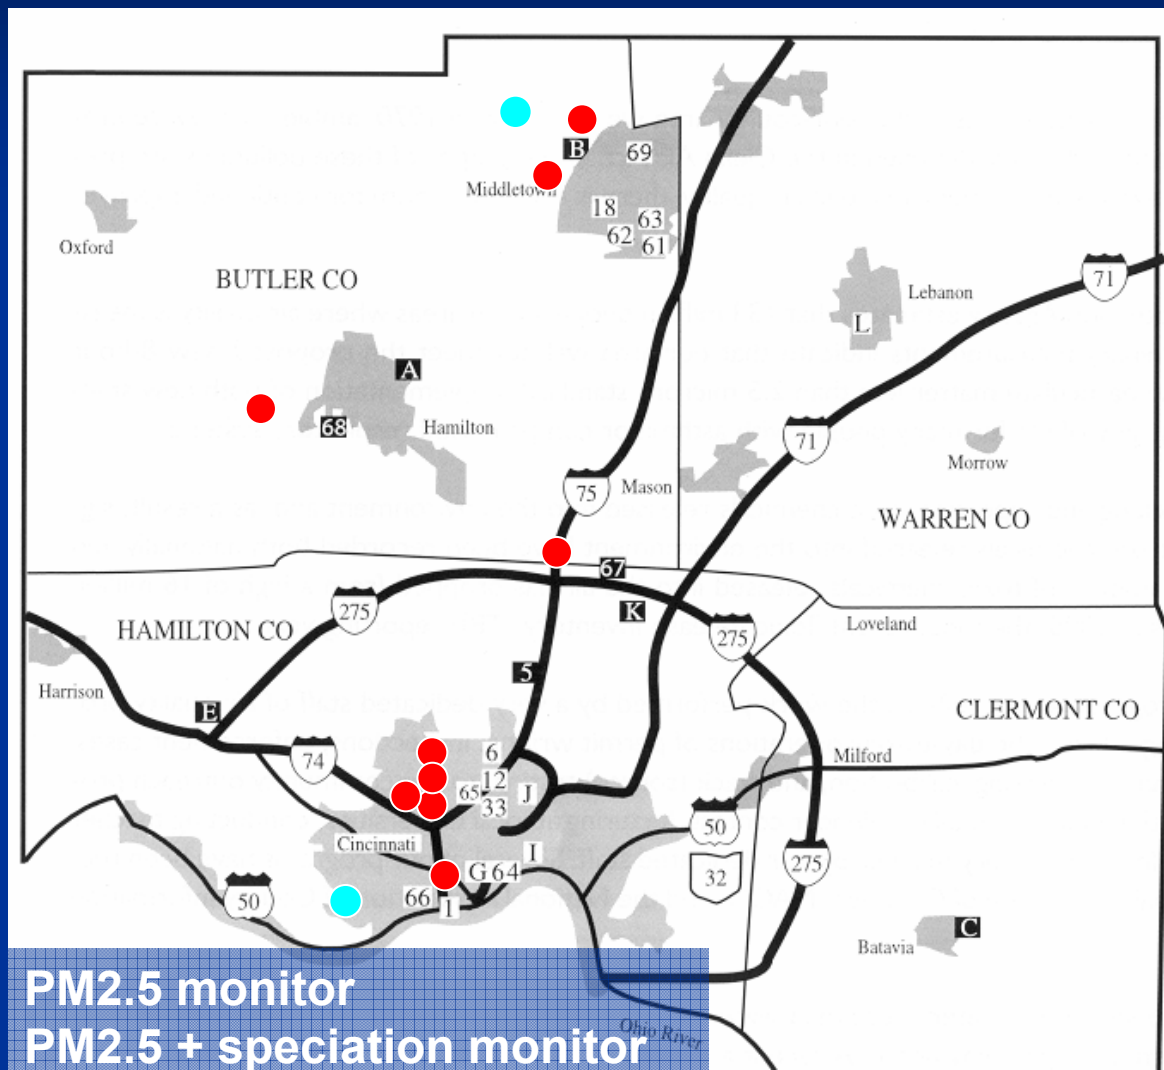 B
69
Middletown
18
63
62
61
Oxford
BUTLER CO
71
Lebanon
L
A
68
Hamilton
71
Morrow
75
Mason
WARREN CO
67
275
K
HAMILTON CO
275
Loveland
Harrison
5
E
CLERMONT CO
74
6
Milford
12
65
J
33
50
Cincinnati
I
275
G 64
32
50
66
1
C
Batavia
PM2.5 monitor
Ohio River
PM2.5 + speciation monitor